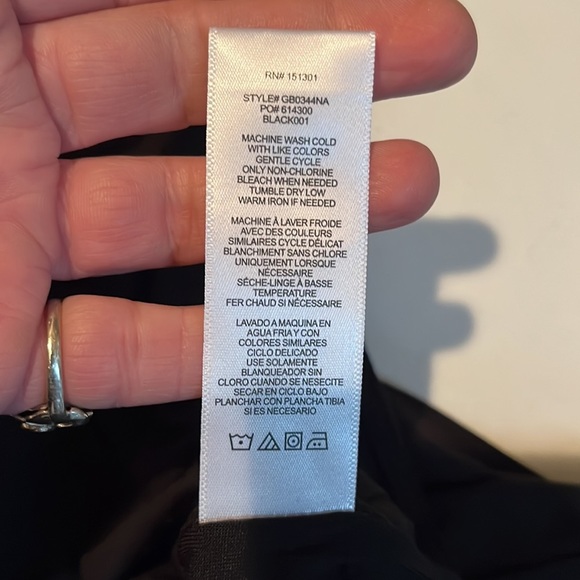 RN# 151301
STYLE# GB0344NA
PO# 614300
BLACK001
MACHINE WASH COLD
WITH LIKE COLORS
GENTLE CYCLE
ONLY NON-CHLORINE
BLEACH WHEN NEEDED
TUMBLE DRY LOW
WARM IRON IF NEEDED
MACHINE À LAVER FROIDE
AVEC DES COULEURS
SIMILAIRES CYCLE DÉLICAT
BLANCHIMENT SANS CHLORE
UNIQUEMENT LORSQUE
NÉCESSAIRE
SÉCHE-LINGE À BASSE
TEMPERATURE
FER CHAUD SI NÉCESSAIRE
LAVADO A MAQUINA EN
AGUA FRIA Y CON
COLORES SIMILARES
CICLO DELICADO
USE SOLAMENTE
BLANQUEADOR SIN
CLORO CUANDO SE NESECITE
SECAR EN CICLO BAJO
PLANCHAR CON PLANCHA TIBIA
SI ES NECESARIO